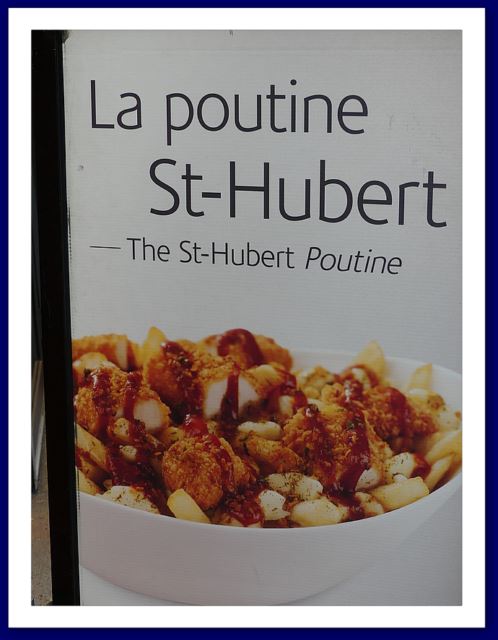 La poutine
St-Hubert
— The St-Hubert Poutine